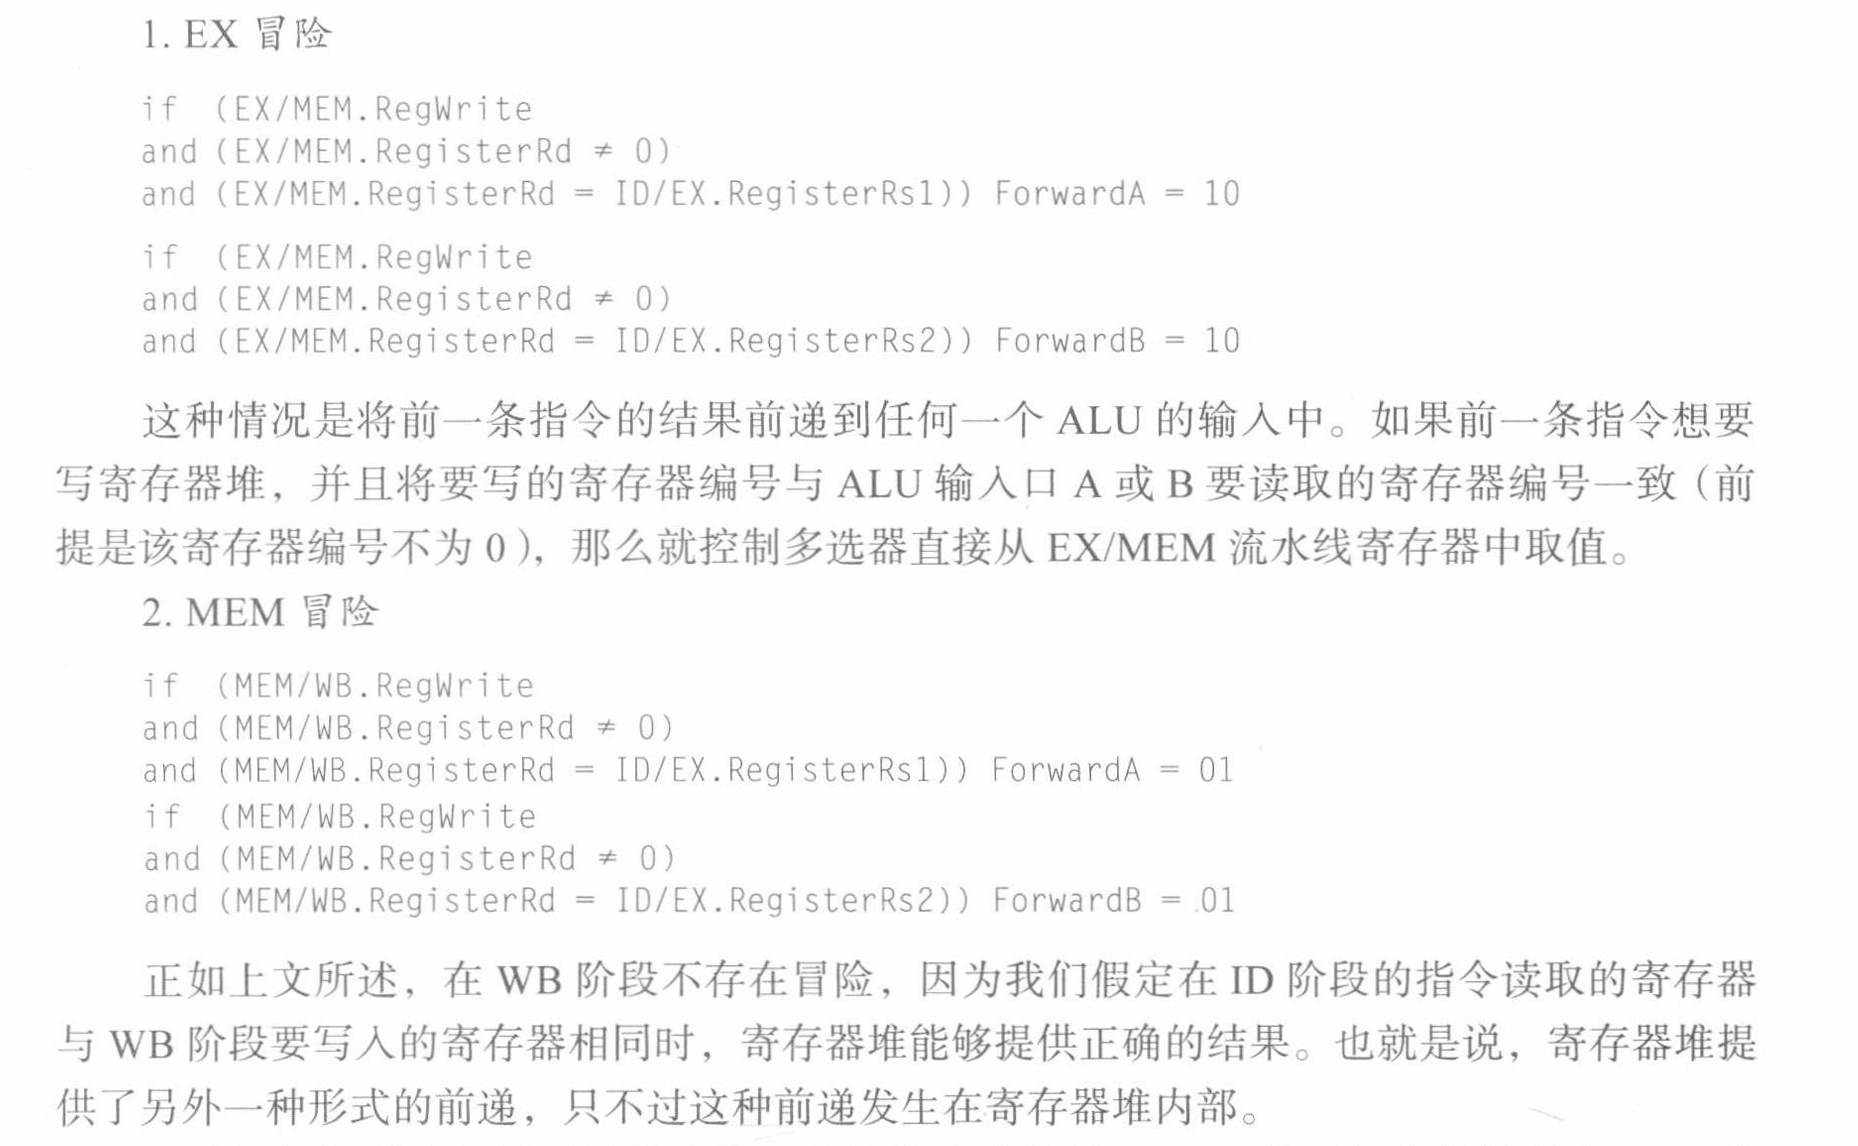 1. EX 冒险
if (EX/MEM.RegWrite
and (EX/MEM.RegisterRd ≠ 0)
and (EX/MEM.RegisterRd = ID/EX.RegisterRs1)) ForwardA = 10
if (EX/MEM.RegWrite
and (EX/MEM.RegisterRd ≠ 0)
and (EX/MEM.RegisterRd = ID/EX.RegisterRs2)) ForwardB = 10
这种情况是将前一条指令的结果前递到任何一个 ALU 的输入中。如果前一条指令想要
写寄存器堆，并且将要写的寄存器编号与 ALU 输入口 A 或 B 要读取的寄存器编号一致（前
提是该寄存器编号不为 0），那么就控制多选器直接从 EX/MEM 流水线寄存器中取值。
2. MEM 冒险
if (MEM/WB.RegWrite
and (MEM/WB.RegisterRd ≠ 0)
and (MEM/WB.RegisterRd = ID/EX.RegisterRs1)) ForwardA = 01
if (MEM/WB.RegWrite
and (MEM/WB.RegisterRd ≠ 0)
and (MEM/WB.RegisterRd = ID/EX.RegisterRs2)) ForwardB = 01
正如上文所述，在 WB 阶段不存在冒险，因为我们假定在 ID 阶段的指令读取的寄存器
与 WB 阶段要写入的寄存器相同时，寄存器堆能够提供正确的结果。也就是说，寄存器堆提
供了另外一种形式的前递，只不过这种前递发生在寄存器堆内部。